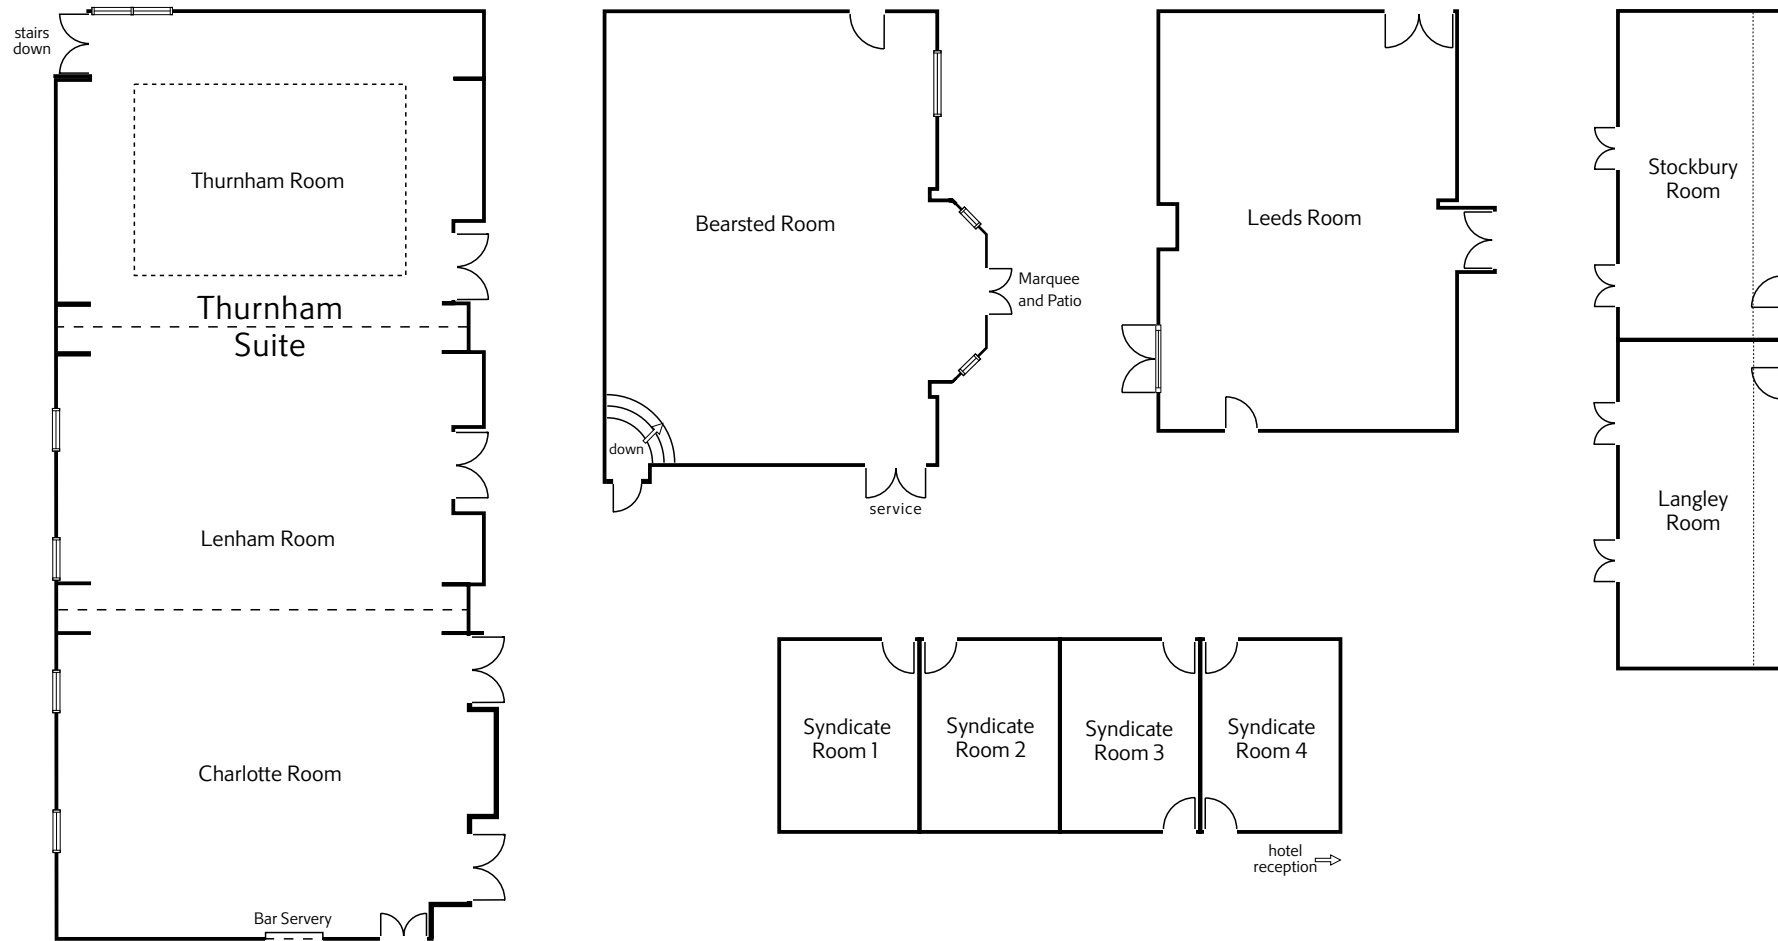 stairs
down
Thurnham Room
Thurnham
Suite
Lenham Room
Charlotte Room
Bar Servery
Bearsted Room
Marquee
and Patio
down
service
Leeds Room
Stockbury
Room
Langley
Room
Syndicate
Room 1
Syndicate
Room 2
Syndicate
Room 3
Syndicate
Room 4
hotel
reception